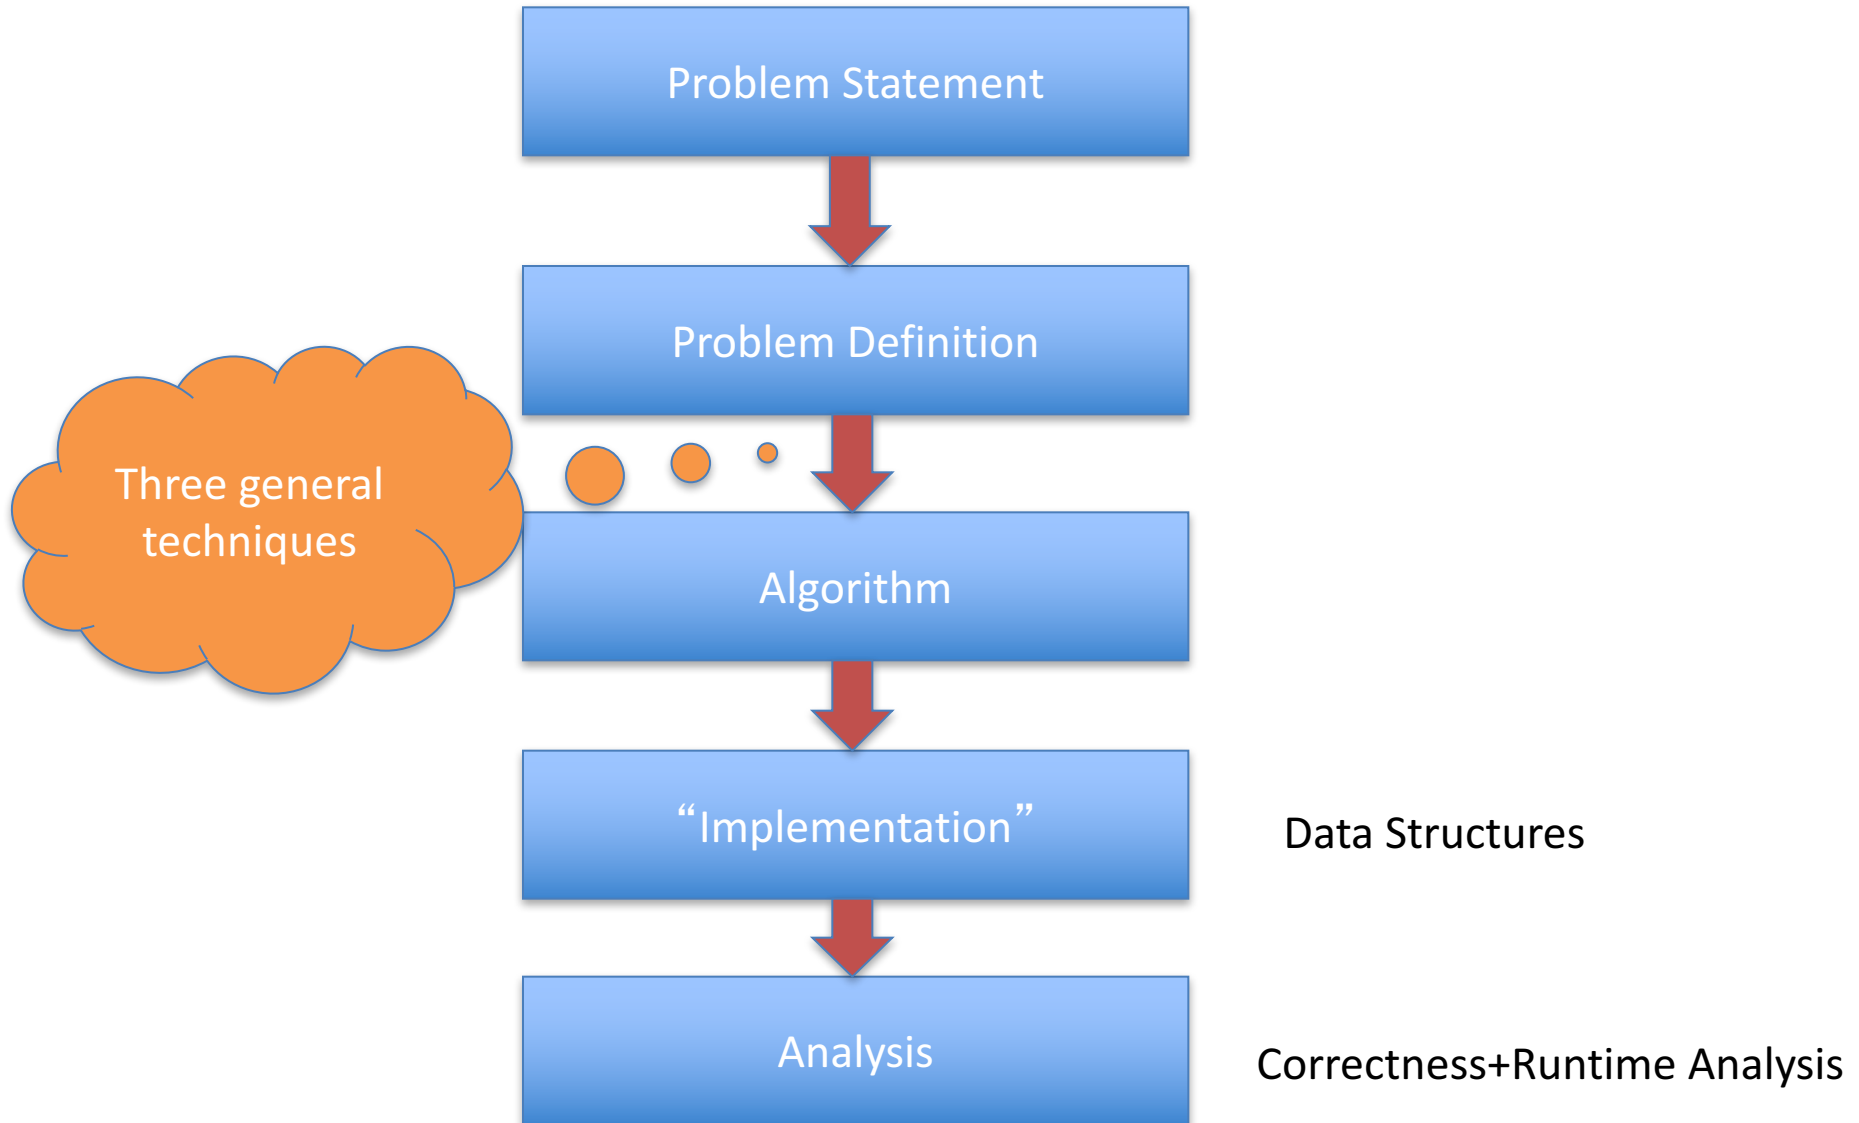 Problem Statement
Problem Definition
Three general
techniques
Algorithm
“Implementation”
Data Structures
Analysis
Correctness+Runtime Analysis